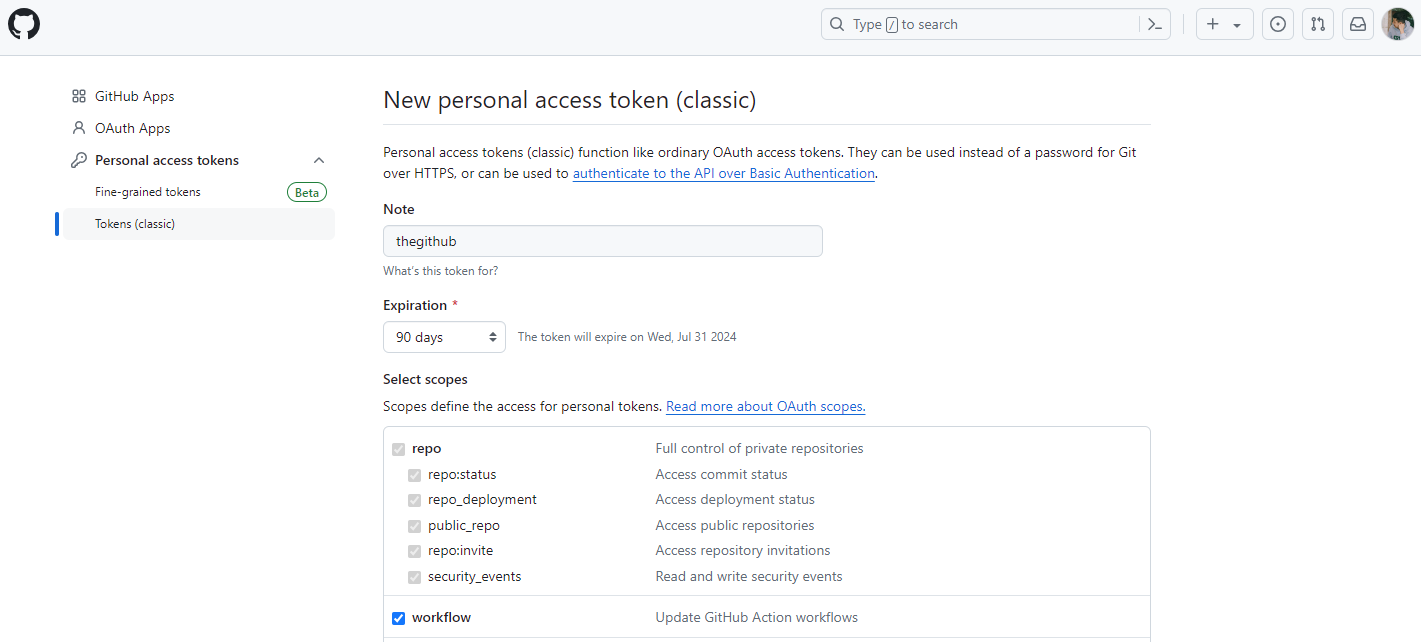 Type / to search
GitHub Apps
OAuth Apps
Personal access tokens
Fine-grained tokens Beta
Tokens (classic)
New personal access token (classic)
Personal access tokens (classic) function like ordinary OAuth access tokens. They can be used instead of a password for Git
over HTTPS, or can be used to authenticate to the API over Basic Authentication.
Note
thegithub
What's this token for?
Expiration *
90 days The token will expire on Wed, Jul 31 2024
Select scopes
Scopes define the access for personal tokens. Read more about OAuth scopes.
repo Full control of private repositories
repo:status Access commit status
repo_deployment Access deployment status
public_repo Access public repositories
repo:invite Access repository invitations
security_events Read and write security events
workflow Update GitHub Action workflows